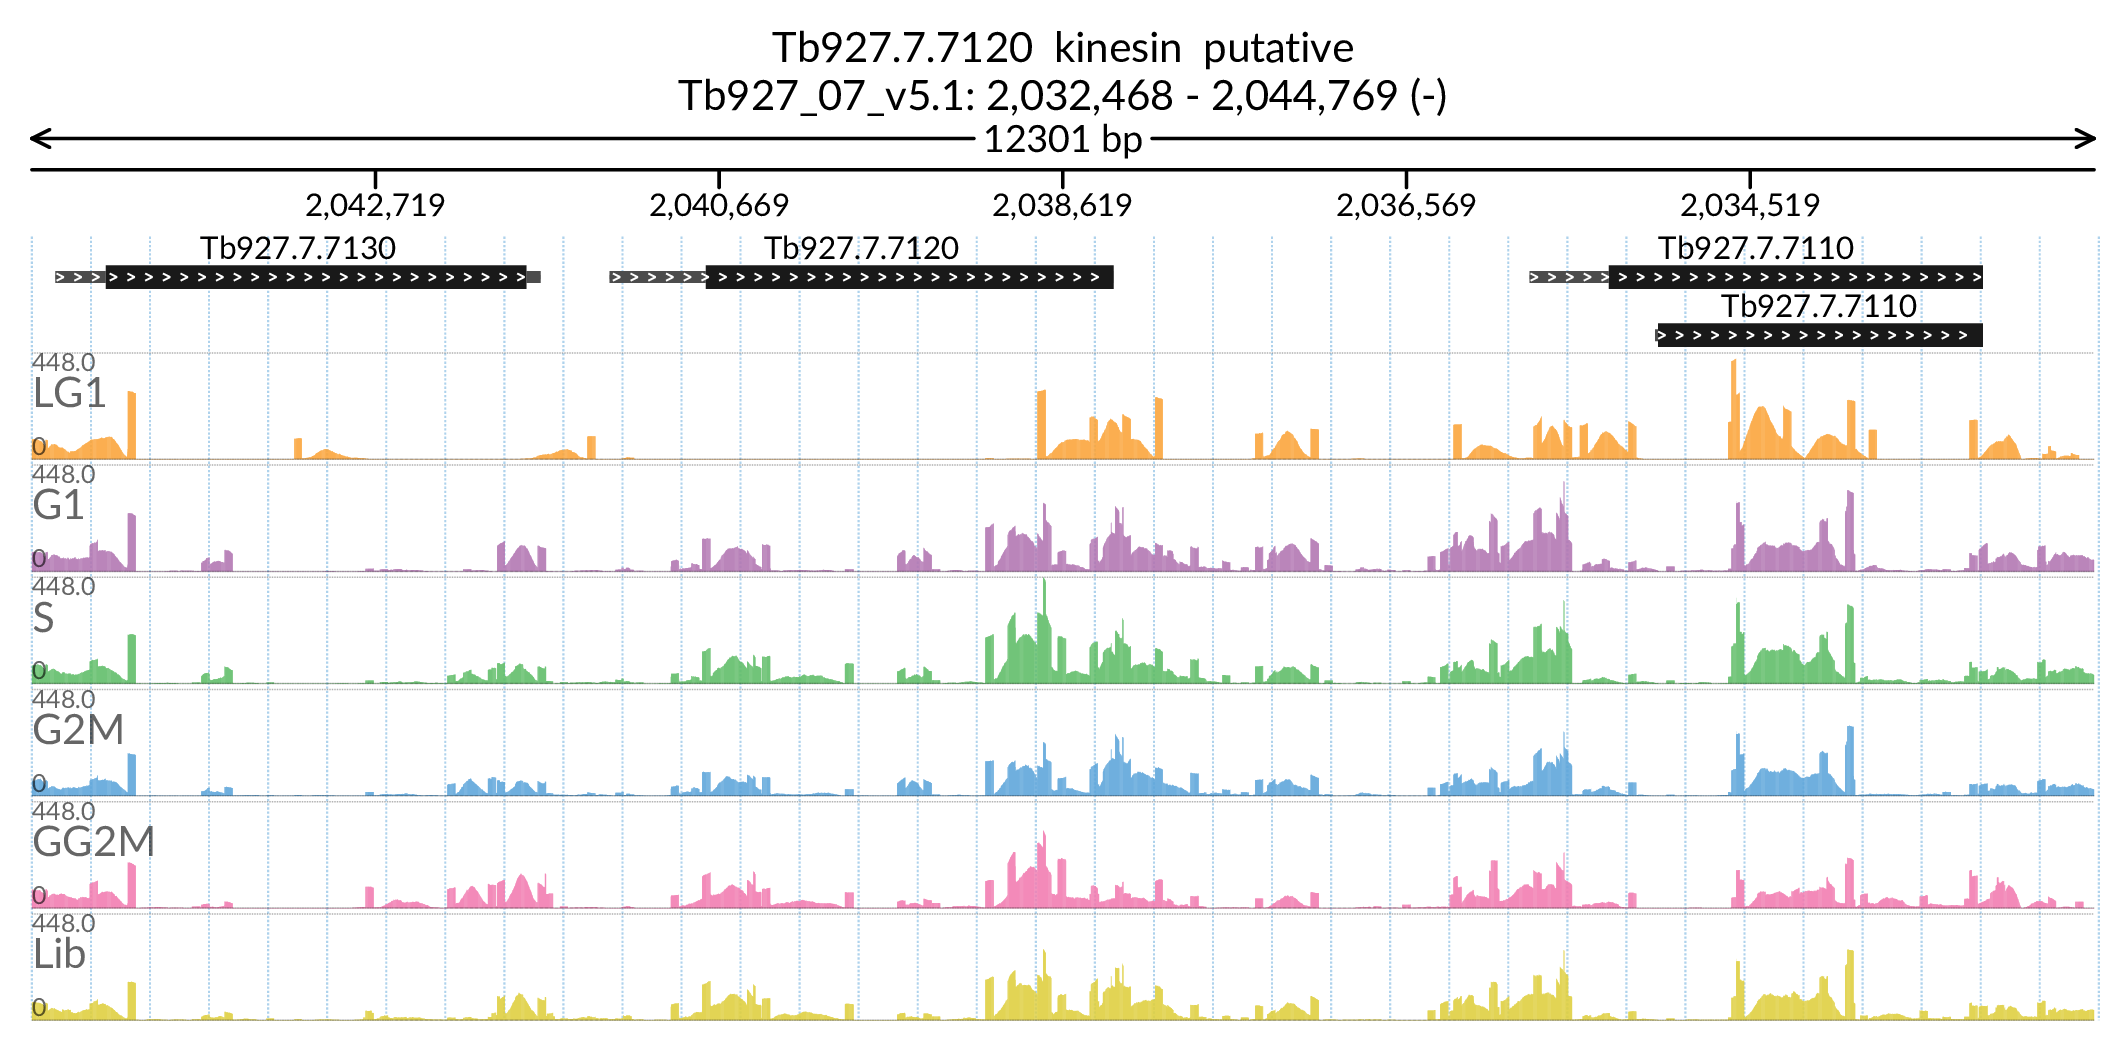 Tb927.7.7120 kinesin putative
Tb927_07_v5.1: 2,032,468 - 2,044,769 (-)
12301 bp
2,042,719 2,040,669 2,038,619 2,036,569 2,034,519
Tb927.7.7130 Tb927.7.7120 Tb927.7.7110
Tb927.7.7110
448.0
LG1
0
448.0
G1
0
448.0
S
0
448.0
G2M
0
448.0
GG2M
0
448.0
Lib
0